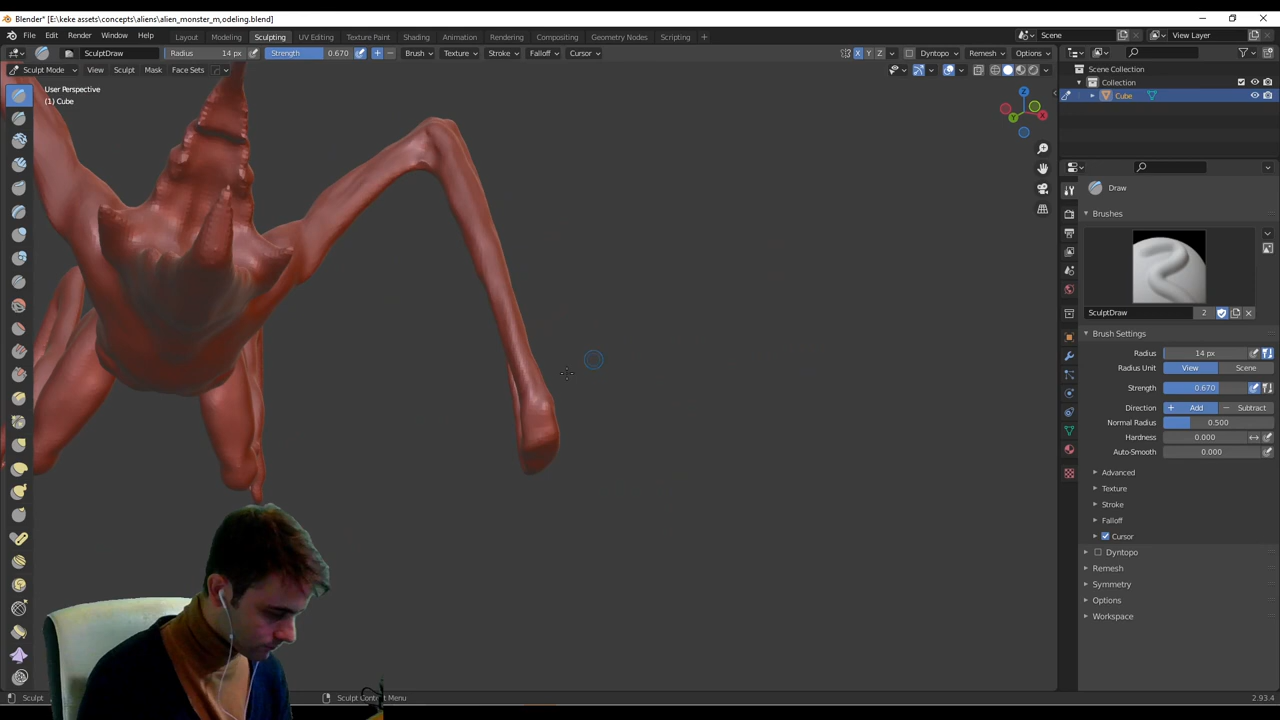 Blender* [E:\keke assets\concepts\aliens\alien_monster_m,odeling.blend]
File Edit Render Window Help Layout Modeling Sculpting UV Editing Texture Paint Shading Animation Rendering Compositing Geometry Nodes Scripting + Scene View Layer
SculptDraw Radius 14 px Strength 0.670 + − Brush Texture Stroke Falloff Cursor X Y Z Dyntopo Remesh Options
Sculpt Mode View Sculpt Mask Face Sets
User Perspective
(1) Cube
Z
Y
X
Scene Collection
Collection
Cube
Draw
Brushes
SculptDraw 2
Brush Settings
Radius 14 px
Radius Unit View Scene
Strength 0.670
Direction + Add − Subtract
Normal Radius 0.500
Hardness 0.000
Auto-Smooth 0.000
Advanced
Texture
Stroke
Falloff
Cursor
Dyntopo
Remesh
Symmetry
Options
Workspace
Sculpt
2.93.4